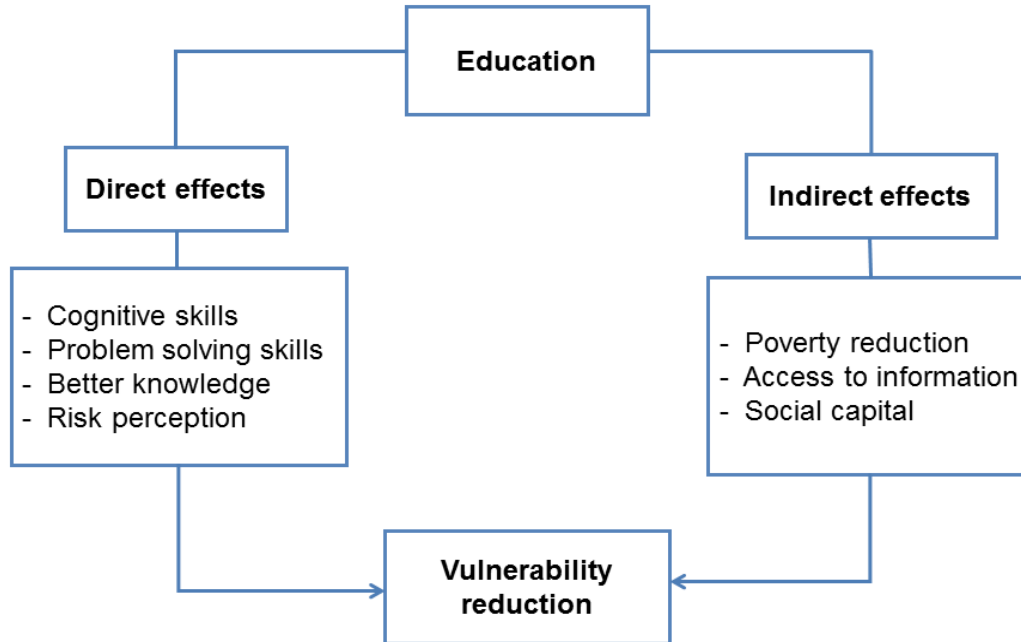 Education
Direct effects
Indirect effects
- Cognitive skills
- Problem solving skills
- Better knowledge
- Risk perception
- Poverty reduction
- Access to information
- Social capital
Vulnerability
reduction